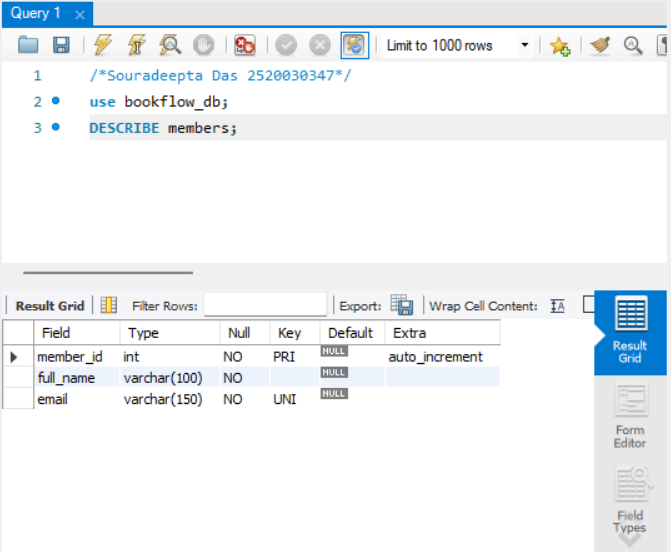 Query 1
Limit to 1000 rows
1 /*Souradeepta Das 2520030347*/
2 use bookflow_db;
3 DESCRIBE members;
Result Grid Filter Rows: Export: Wrap Cell Content:
Field Type Null Key Default Extra
member_id int NO PRI NULL auto_increment
full_name varchar(100) NO NULL
email varchar(150) NO UNI NULL
Result
Grid
Form
Editor
Field
Types